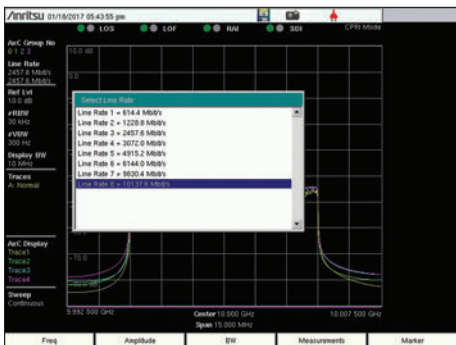 Anritsu 01/18/2017 05:43:55 pm
LOS LOF RAI SDI CPRI Mode
AxC Group No
0 1 2 3
Line Rate
2457.6 Mbit/s
2457.6 Mbit/s
Ref Lvl
10.0 dB
#RBW
30 kHz
#VBW
300 Hz
Display BW
10 MHz
Traces
A: Normal
AxC Display
Trace1
Trace2
Trace3
Trace4
Sweep
Continuous
10.0 dB
0.0
Select Line Rate
Line Rate 1 = 614.4 Mbit/s
Line Rate 2 = 1228.8 Mbit/s
Line Rate 3 = 2457.6 Mbit/s
Line Rate 4 = 3072.0 Mbit/s
Line Rate 5 = 4915.2 Mbit/s
Line Rate 6 = 6144.0 Mbit/s
Line Rate 7 = 9830.4 Mbit/s
Line Rate 8 = 10137.6 Mbit/s
-70.0
9.992 500 GHz Center 10.000 GHz 10.007 500 GHz
Span 15.000 MHz
Freq Amplitude BW Measurements Marker